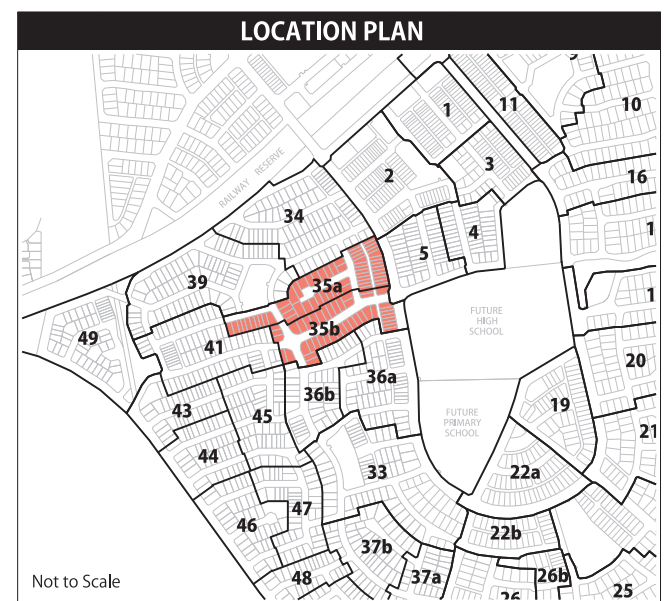 LOCATION PLAN
1
11
10
3
2
16
RAILWAY RESERVE
34
4
5
39
35a
FUTURE
HIGH
SCHOOL
35b
49
41
20
36a
36b
43
45
19
FUTURE
PRIMARY
SCHOOL
21
44
33
22a
47
46
22b
37b
48
37a
26b
25
Not to Scale